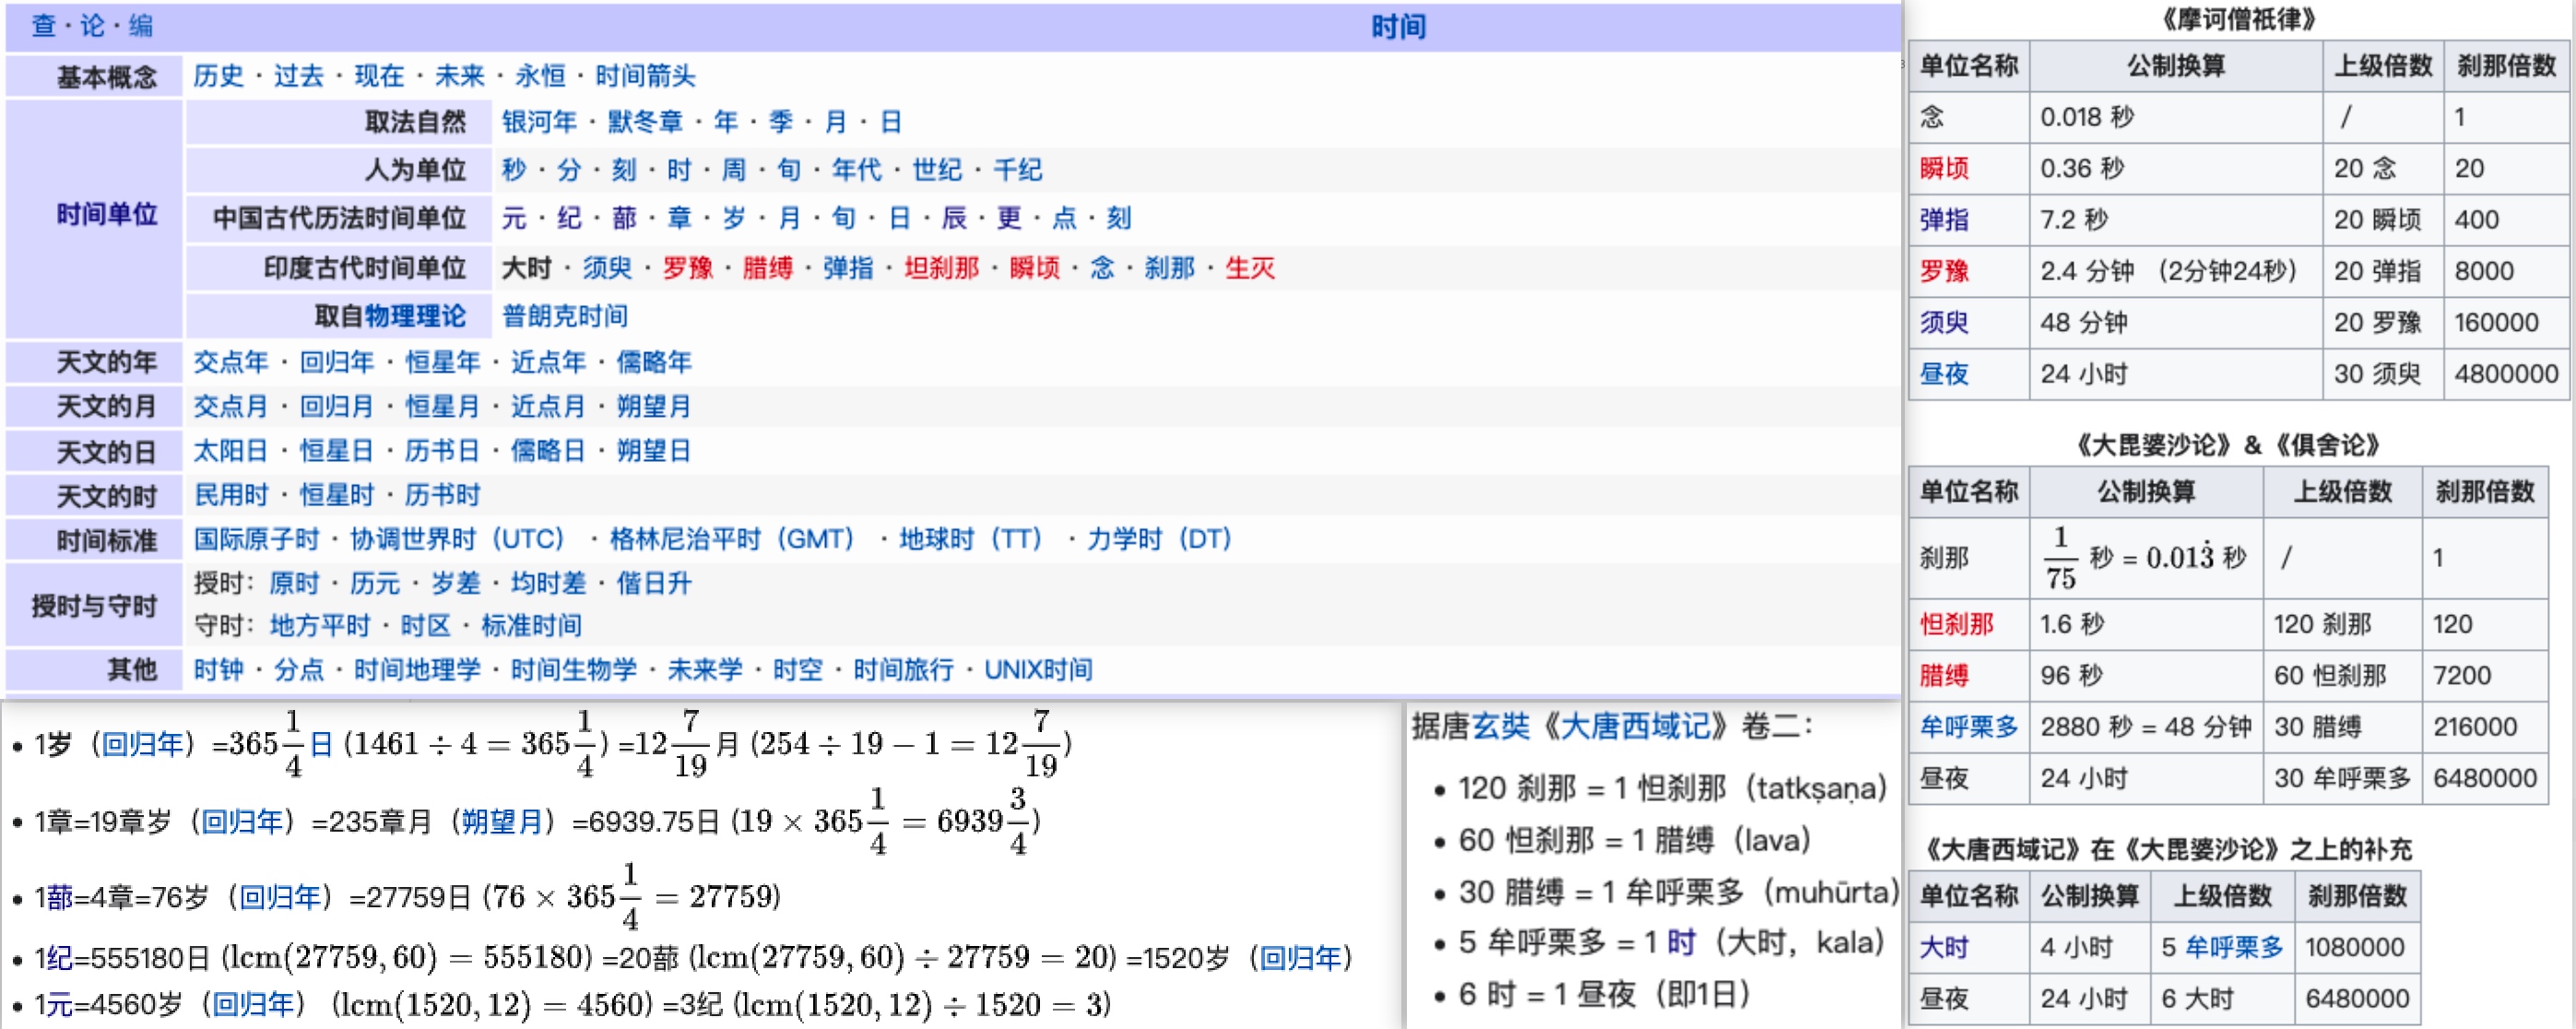 查·论·编 时间
基本概念 历史 · 过去 · 现在 · 未来 · 永恒 · 时间箭头
时间单位
取法自然 银河年 · 默冬章 · 年 · 季 · 月 · 日
人为单位 秒 · 分 · 刻 · 时 · 周 · 旬 · 年代 · 世纪 · 千纪
中国古代历法时间单位 元 · 纪 · 蔀 · 章 · 岁 · 月 · 旬 · 日 · 辰 · 更 · 点 · 刻
印度古代时间单位 大时 · 须臾 · 罗豫 · 腊缚 · 弹指 · 坦刹那 · 瞬顷 · 念 · 刹那 · 生灭
取自物理理论 普朗克时间
天文的年 交点年 · 回归年 · 恒星年 · 近点年 · 儒略年
天文的月 交点月 · 回归月 · 恒星月 · 近点月 · 朔望月
天文的日 太阳日 · 恒星日 · 历书日 · 儒略日 · 朔望日
天文的时 民用时 · 恒星时 · 历书时
时间标准 国际原子时 · 协调世界时（UTC） · 格林尼治平时（GMT） · 地球时（TT） · 力学时（DT）
授时与守时
授时：原时 · 历元 · 岁差 · 均时差 · 偕日升
守时：地方平时 · 时区 · 标准时间
其他 时钟 · 分点 · 时间地理学 · 时间生物学 · 未来学 · 时空 · 时间旅行 · UNIX时间
• 1岁（回归年）=365 1/4日 (1461 ÷ 4 = 365 1/4) =12 7/19月 (254 ÷ 19 − 1 = 12 7/19)
• 1章=19章岁（回归年）=235章月（朔望月）=6939.75日 (19 × 365 1/4 = 6939 3/4)
• 1蔀=4章=76岁（回归年）=27759日 (76 × 365 1/4 = 27759)
• 1纪=555180日 (lcm(27759, 60) = 555180) =20蔀 (lcm(27759, 60) ÷ 27759 = 20) =1520岁（回归年）
• 1元=4560岁（回归年） (lcm(1520, 12) = 4560) =3纪 (lcm(1520, 12) ÷ 1520 = 3)
据唐玄奘《大唐西域记》卷二：
• 120 刹那 = 1 怛刹那（tatkṣaṇa）
• 60 怛刹那 = 1 腊缚（lava）
• 30 腊缚 = 1 牟呼栗多（muhūrta）
• 5 牟呼栗多 = 1 时（大时，kala）
• 6 时 = 1 昼夜（即1日）
《摩诃僧祇律》
单位名称 公制换算 上级倍数 刹那倍数
念 0.018 秒 / 1
瞬顷 0.36 秒 20 念 20
弹指 7.2 秒 20 瞬顷 400
罗豫 2.4 分钟 （2分钟24秒） 20 弹指 8000
须臾 48 分钟 20 罗豫 160000
昼夜 24 小时 30 须臾 4800000
《大毘婆沙论》&《俱舍论》
单位名称 公制换算 上级倍数 刹那倍数
刹那 1/75 秒 = 0.013̇ 秒 / 1
怛刹那 1.6 秒 120 刹那 120
腊缚 96 秒 60 怛刹那 7200
牟呼栗多 2880 秒 = 48 分钟 30 腊缚 216000
昼夜 24 小时 30 牟呼栗多 6480000
《大唐西域记》在《大毘婆沙论》之上的补充
单位名称 公制换算 上级倍数 刹那倍数
大时 4 小时 5 牟呼栗多 1080000
昼夜 24 小时 6 大时 6480000